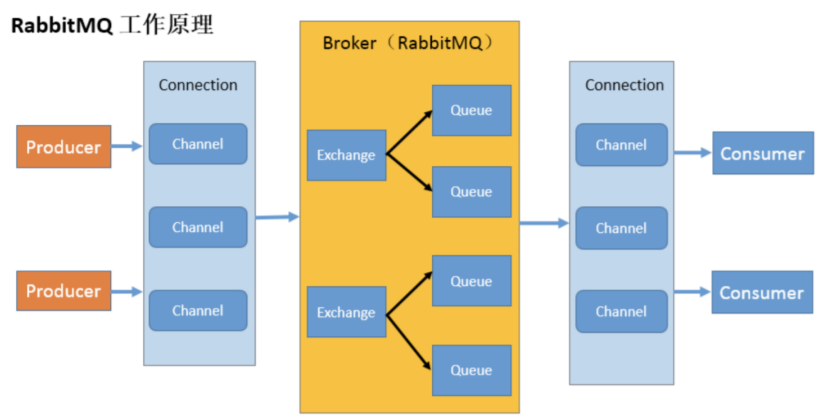 RabbitMQ 工作原理
Broker（RabbitMQ）
Connection
Connection
Queue
Channel
Channel
Producer
Exchange
Consumer
Queue
Channel
Channel
Queue
Producer
Consumer
Channel
Exchange
Channel
Queue